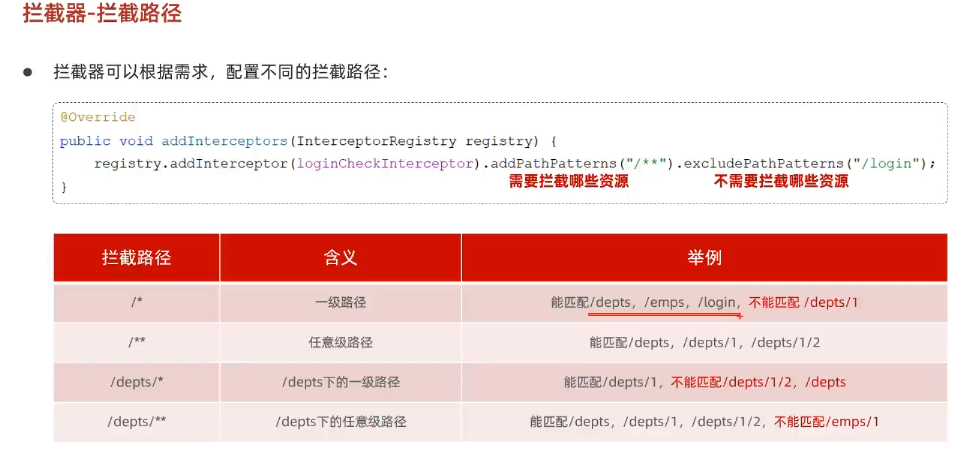 拦截器-拦截路径
● 拦截器可以根据需求，配置不同的拦截路径：
@Override
public void addInterceptors(InterceptorRegistry registry) {
registry.addInterceptor(loginCheckInterceptor).addPathPatterns("/**").excludePathPatterns("/login");
需要拦截哪些资源 不需要拦截哪些资源
}
拦截路径 含义 举例
/* 一级路径 能匹配/depts，/emps，/login，不能匹配 /depts/1
/** 任意级路径 能匹配/depts，/depts/1，/depts/1/2
/depts/* /depts下的一级路径 能匹配/depts/1，不能匹配/depts/1/2，/depts
/depts/** /depts下的任意级路径 能匹配/depts，/depts/1，/depts/1/2，不能匹配/emps/1